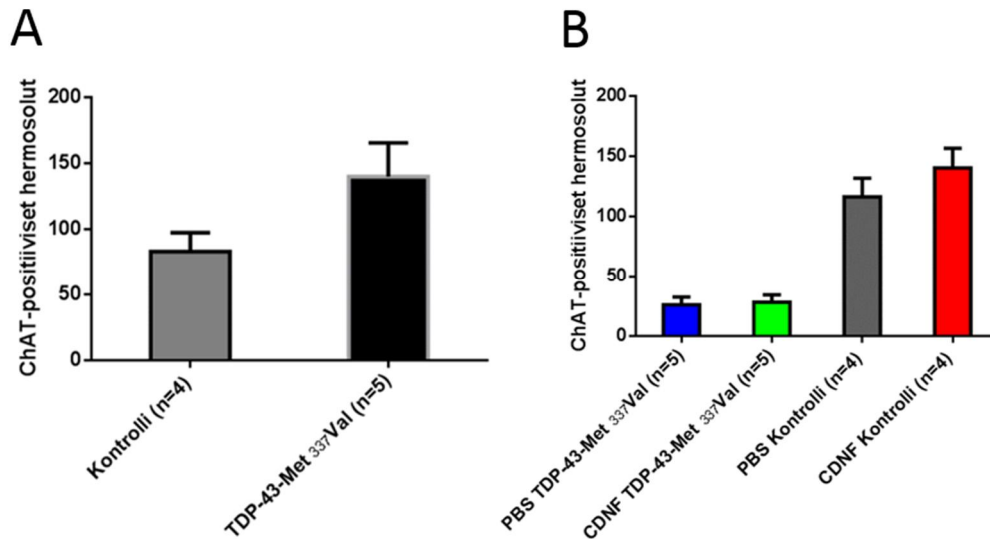 A
ChAT-positiiviset hermosolut
200
150
100
50
0
Kontrolli (n=4)
TDP-43-Met 337Val (n=5)
B
ChAT-positiiviset hermosolut
200
150
100
50
0
PBS TDP-43-Met 337Val (n=5)
CDNF TDP-43-Met 337Val (n=5)
PBS Kontrolli (n=4)
CDNF Kontrolli (n=4)